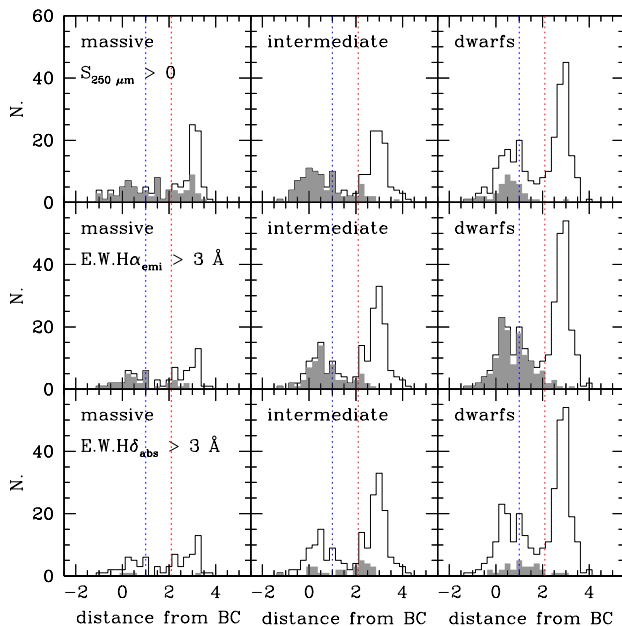 60
massive
intermediate
dwarfs
S250 μm > 0
40
N.
20
0
massive
intermediate
dwarfs
E.W.Hαemi > 3 Å
40
N.
20
0
massive
intermediate
dwarfs
E.W.Hδabs > 3 Å
40
N.
20
0
−2 0 2 4 −2 0 2 4 −2 0 2 4
distance from BC distance from BC distance from BC